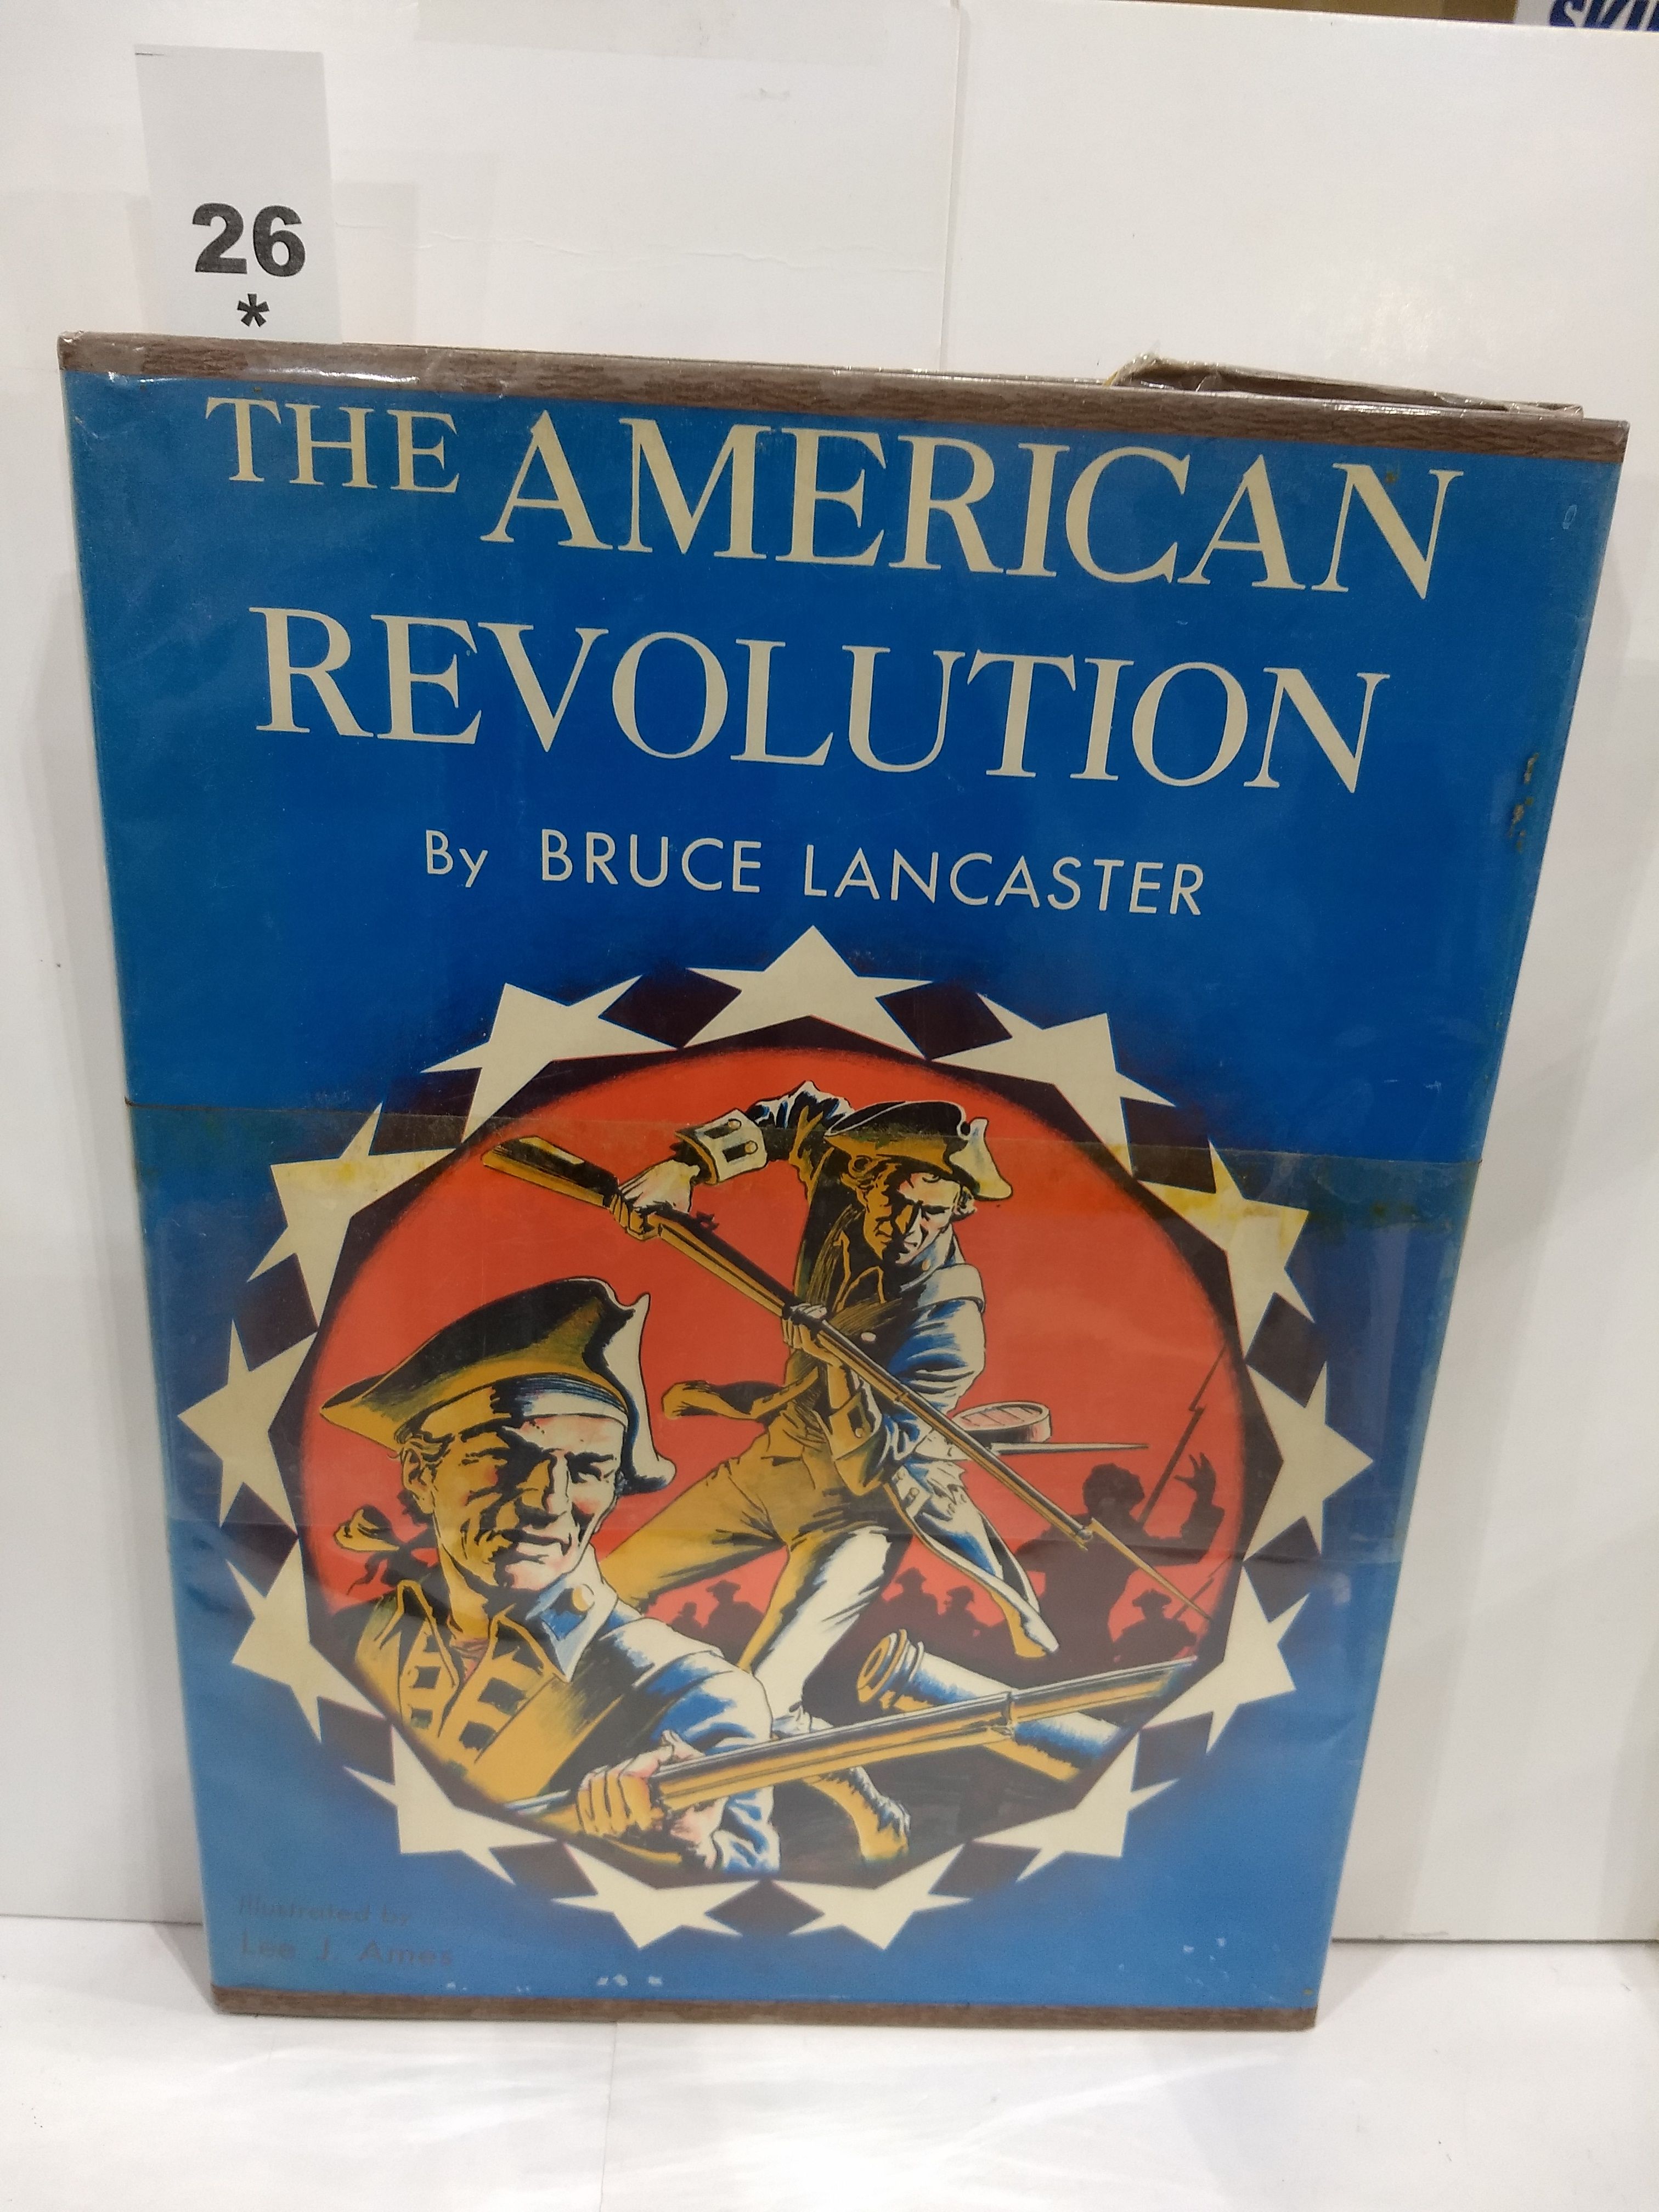 26
*
THE AMERICAN
REVOLUTION
By BRUCE LANCASTER
Illustrated by
Lee J. Ames